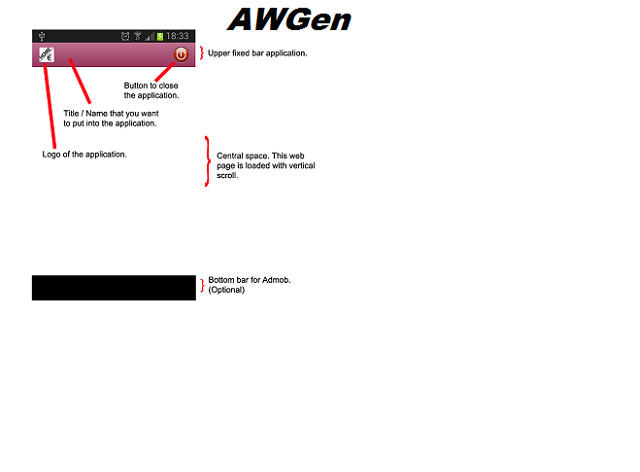 AWGen
18:33
Upper fixed bar application.
Button to close
the application.
Title / Name that you want
to put into the application.
Logo of the application.
Central space. This web
page is loaded with vertical
scroll.
Bottom bar for Admob.
(Optional)